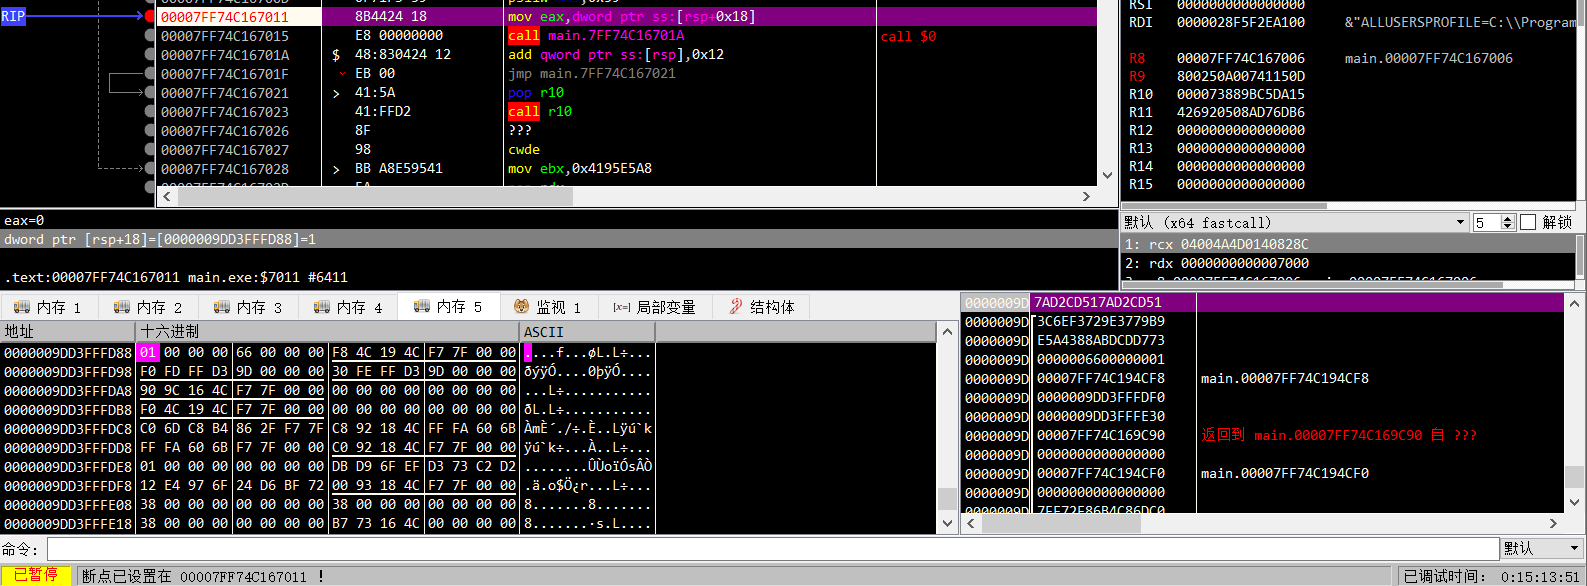 RIP
00007FF74C167011 8B4424 18 mov eax,dword ptr ss:[rsp+0x18]
00007FF74C167015 E8 00000000 call main.7FF74C16701A call $0
00007FF74C16701A $ 48:830424 12 add qword ptr ss:[rsp],0x12
00007FF74C16701F EB 00 jmp main.7FF74C167021
00007FF74C167021 > 41:5A pop r10
00007FF74C167023 41:FFD2 call r10
00007FF74C167026 8F ???
00007FF74C167027 98 cwde
00007FF74C167028 > BB A8E59541 mov ebx,0x4195E5A8
RSI 0000000000000000
RDI 0000028F5F2EA100 &"ALLUSERSPROFILE=C:\\Program
R8 00007FF74C167006 main.00007FF74C167006
R9 800250A00741150D
R10 000073889BC5DA15
R11 426920508AD76DB6
R12 0000000000000000
R13 0000000000000000
R14 0000000000000000
R15 0000000000000000
eax=0
dword ptr [rsp+18]=[0000009DD3FFFD88]=1
.text:00007FF74C167011 main.exe:$7011 #6411
默认 (x64 fastcall) 5 解锁
1: rcx 04004A4D0140828C
2: rdx 0000000000007000
内存 1 内存 2 内存 3 内存 4 内存 5 监视 1 [x=] 局部变量 结构体
地址 十六进制 ASCII
0000009DD3FFFD88 01 00 00 00 66 00 00 00 F8 4C 19 4C F7 7F 00 00 ....f...øL.L÷...
0000009DD3FFFD98 F0 FD FF D3 9D 00 00 00 30 FE FF D3 9D 00 00 00 ðýÿÓ....0þÿÓ....
0000009DD3FFFDA8 90 9C 16 4C F7 7F 00 00 00 00 00 00 00 00 00 00 ...L÷...........
0000009DD3FFFDB8 F0 4C 19 4C F7 7F 00 00 00 00 00 00 00 00 00 00 ðL.L÷...........
0000009DD3FFFDC8 C0 6D C8 B4 86 2F F7 7F C8 92 18 4C FF FA 60 6B ÀmÈ´./÷.È..Lÿú`k
0000009DD3FFFDD8 FF FA 60 6B F7 7F 00 00 C0 92 18 4C F7 7F 00 00 ÿú`k÷...À..L÷...
0000009DD3FFFDE8 01 00 00 00 00 00 00 00 DB D9 6F EF D3 73 C2 D2 ........ÛÙoïÓsÂÒ
0000009DD3FFFDF8 12 E4 97 6F 24 D6 BF 72 00 93 18 4C F7 7F 00 00 .ä.o$Ö¿r...L÷...
0000009DD3FFFE08 38 00 00 00 00 00 00 00 38 00 00 00 00 00 00 00 8.......8.......
0000009DD3FFFE18 38 00 00 00 00 00 00 00 B7 73 16 4C 00 00 00 00 8.......·s.L....
0000009D 7AD2CD517AD2CD51
0000009D 3C6EF3729E3779B9
0000009D E5A4388ABDCDD773
0000009D 0000006600000001
0000009D 00007FF74C194CF8 main.00007FF74C194CF8
0000009D 0000009DD3FFFDF0
0000009D 0000009DD3FFFE30
0000009D 00007FF74C169C90 返回到 main.00007FF74C169C90 自 ???
0000009D 0000000000000000
0000009D 00007FF74C194CF0 main.00007FF74C194CF0
0000009D 0000000000000000
0000009D 7FF72F86B4C86DC0
命令: 默认
已暂停 断点已设置在 00007FF74C167011 ! 已调试时间: 0:15:13:51